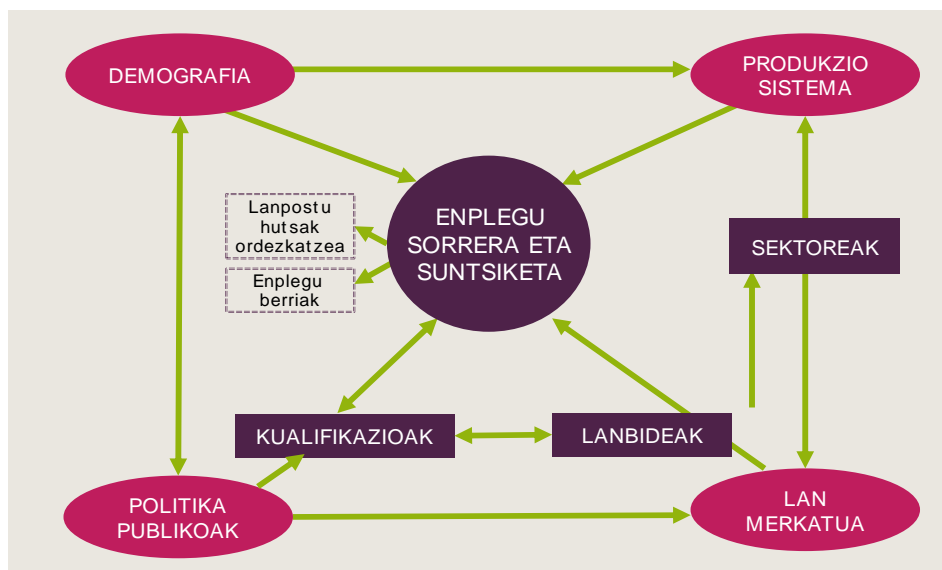 DEMOGRAFIA
PRODUKZIO
SISTEMA
Lanpostu
hutsak
ordezkatzea
ENPLEGU
SORRERA ETA
SUNTSIKETA
SEKTOREAK
Enplegu
berriak
KUALIFIKAZIOAK
LANBIDEAK
POLITIKA
PUBLIKOAK
LAN
MERKATUA